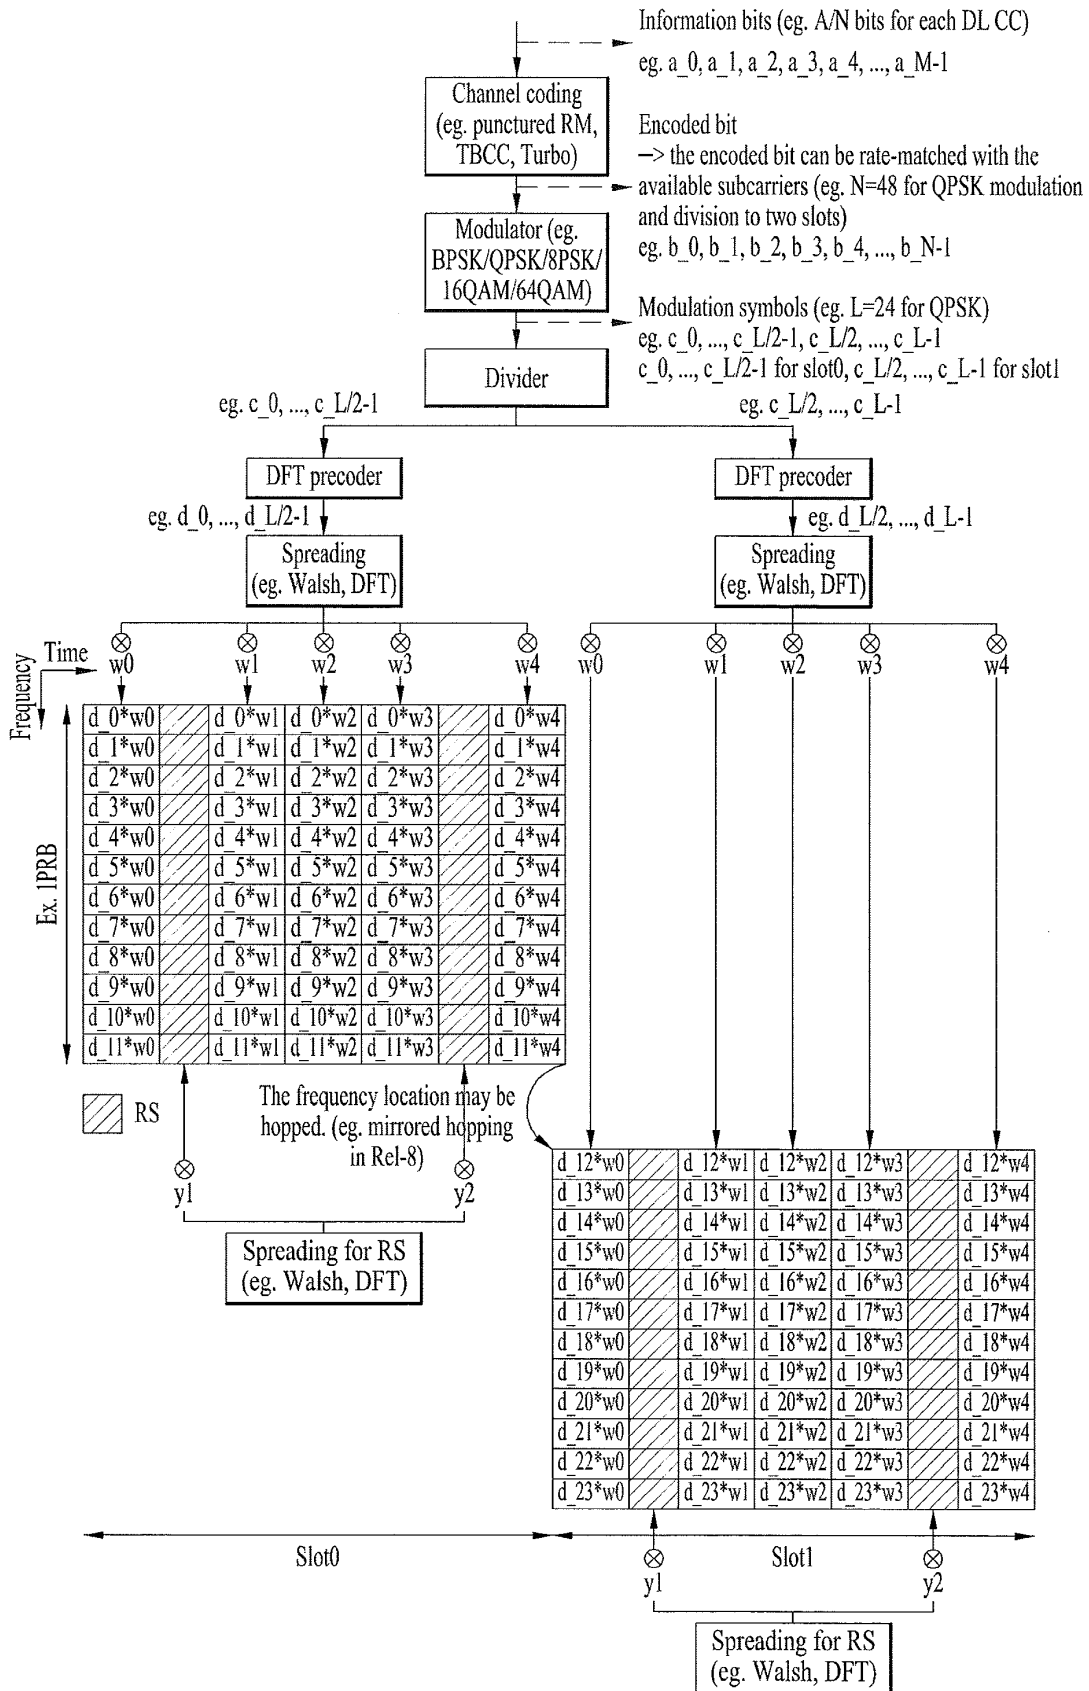 Information bits (eg. A/N bits for each DL CC)
eg. a_0, a_1, a_2, a_3, a_4, ..., a_M-1
Channel coding
(eg. punctured RM,
TBCC, Turbo)
Encoded bit
—> the encoded bit can be rate-matched with the
available subcarriers (eg. N=48 for QPSK modulation
and division to two slots)
eg. b_0, b_1, b_2, b_3, b_4, ..., b_N-1
Modulator (eg.
BPSK/QPSK/8PSK/
16QAM/64QAM)
Modulation symbols (eg. L=24 for QPSK)
eg. c_0, ..., c_L/2-1, c_L/2, ..., c_L-1
c_0, ..., c_L/2-1 for slot0, c_L/2, ..., c_L-1 for slot1
Divider
eg. c_0, ..., c_L/2-1
eg. c_L/2, ..., c_L-1
DFT precoder
DFT precoder
eg. d_0, ..., d_L/2-1
eg. d_L/2, ..., d_L-1
Spreading
(eg. Walsh, DFT)
Spreading
(eg. Walsh, DFT)
Time
Frequency
w0 w1 w2 w3 w4
w0 w1 w2 w3 w4
d_0*w0 d_0*w1 d_0*w2 d_0*w3 d_0*w4
d_1*w0 d_1*w1 d_1*w2 d_1*w3 d_1*w4
d_2*w0 d_2*w1 d_2*w2 d_2*w3 d_2*w4
d_3*w0 d_3*w1 d_3*w2 d_3*w3 d_3*w4
d_4*w0 d_4*w1 d_4*w2 d_4*w3 d_4*w4
d_5*w0 d_5*w1 d_5*w2 d_5*w3 d_5*w4
d_6*w0 d_6*w1 d_6*w2 d_6*w3 d_6*w4
d_7*w0 d_7*w1 d_7*w2 d_7*w3 d_7*w4
d_8*w0 d_8*w1 d_8*w2 d_8*w3 d_8*w4
d_9*w0 d_9*w1 d_9*w2 d_9*w3 d_9*w4
d_10*w0 d_10*w1 d_10*w2 d_10*w3 d_10*w4
d_11*w0 d_11*w1 d_11*w2 d_11*w3 d_11*w4
Ex. 1PRB
RS
The frequency location may be
hopped. (eg. mirrored hopping
in Rel-8)
y1 y2
Spreading for RS
(eg. Walsh, DFT)
d_12*w0 d_12*w1 d_12*w2 d_12*w3 d_12*w4
d_13*w0 d_13*w1 d_13*w2 d_13*w3 d_13*w4
d_14*w0 d_14*w1 d_14*w2 d_14*w3 d_14*w4
d_15*w0 d_15*w1 d_15*w2 d_15*w3 d_15*w4
d_16*w0 d_16*w1 d_16*w2 d_16*w3 d_16*w4
d_17*w0 d_17*w1 d_17*w2 d_17*w3 d_17*w4
d_18*w0 d_18*w1 d_18*w2 d_18*w3 d_18*w4
d_19*w0 d_19*w1 d_19*w2 d_19*w3 d_19*w4
d_20*w0 d_20*w1 d_20*w2 d_20*w3 d_20*w4
d_21*w0 d_21*w1 d_21*w2 d_21*w3 d_21*w4
d_22*w0 d_22*w1 d_22*w2 d_22*w3 d_22*w4
d_23*w0 d_23*w1 d_23*w2 d_23*w3 d_23*w4
Slot0
Slot1
y1 y2
Spreading for RS
(eg. Walsh, DFT)